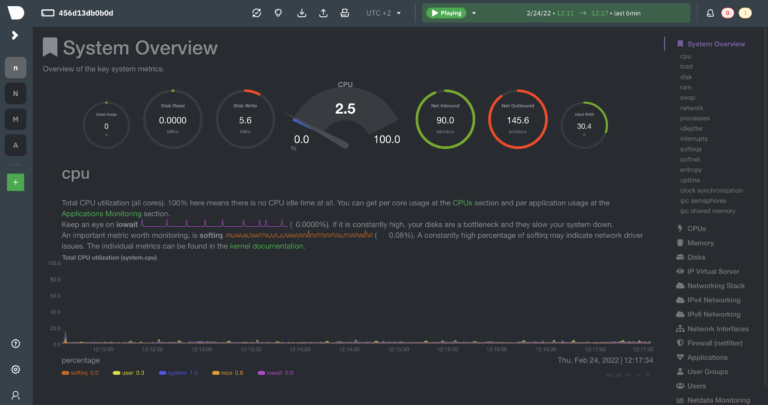 456d13db0b0d
UTC +2
Playing
2/24/22 • 12:11 → 12:17 • last 6min
0
1
n
N
M
A
+
System Overview
Overview of the key system metrics.
Used Swap
0
%
Disk Read
0.0000
MiB/s
Disk Write
5.6
MiB/s
CPU
2.5
0.0
100.0
%
Net Inbound
90.0
Net Outbound
145.6
Used RAM
30.4
%
cpu
Total CPU utilization (all cores). 100% here means there is no CPU idle time at all. You can get per core usage at the CPUs section and per application usage at the
Applications Monitoring section.
Keep an eye on iowait ( 0.0000%). If it is constantly high, your disks are a bottleneck and they slow your system down.
An important metric worth monitoring, is softirq ( 0.08%). A constantly high percentage of softirq may indicate network driver
issues. The individual metrics can be found in the kernel documentation.
Total CPU utilization (system.cpu)
100.0
80.0
60.0
40.0
20.0
0.0
12:12:00 12:12:25 12:13:00 12:13:30 12:14:00 12:14:30 12:15:00 12:15:30 12:16:00 12:16:30 12:17:00 12:17:30
percentage
Thu, Feb 24, 2022 | 12:17:34
softirq 0.0 user 0.3 system 1.5 nice 0.8 iowait 0.0
System Overview
cpu
load
disk
ram
swap
network
processes
idlejitter
interrupts
softirqs
softnet
entropy
uptime
clock synchronization
ipc semaphores
ipc shared memory
CPUs
Memory
Disks
IP Virtual Server
Networking Stack
IPv4 Networking
IPv6 Networking
Network Interfaces
Firewall (netfilter)
Applications
User Groups
Users
Netdata Monitoring